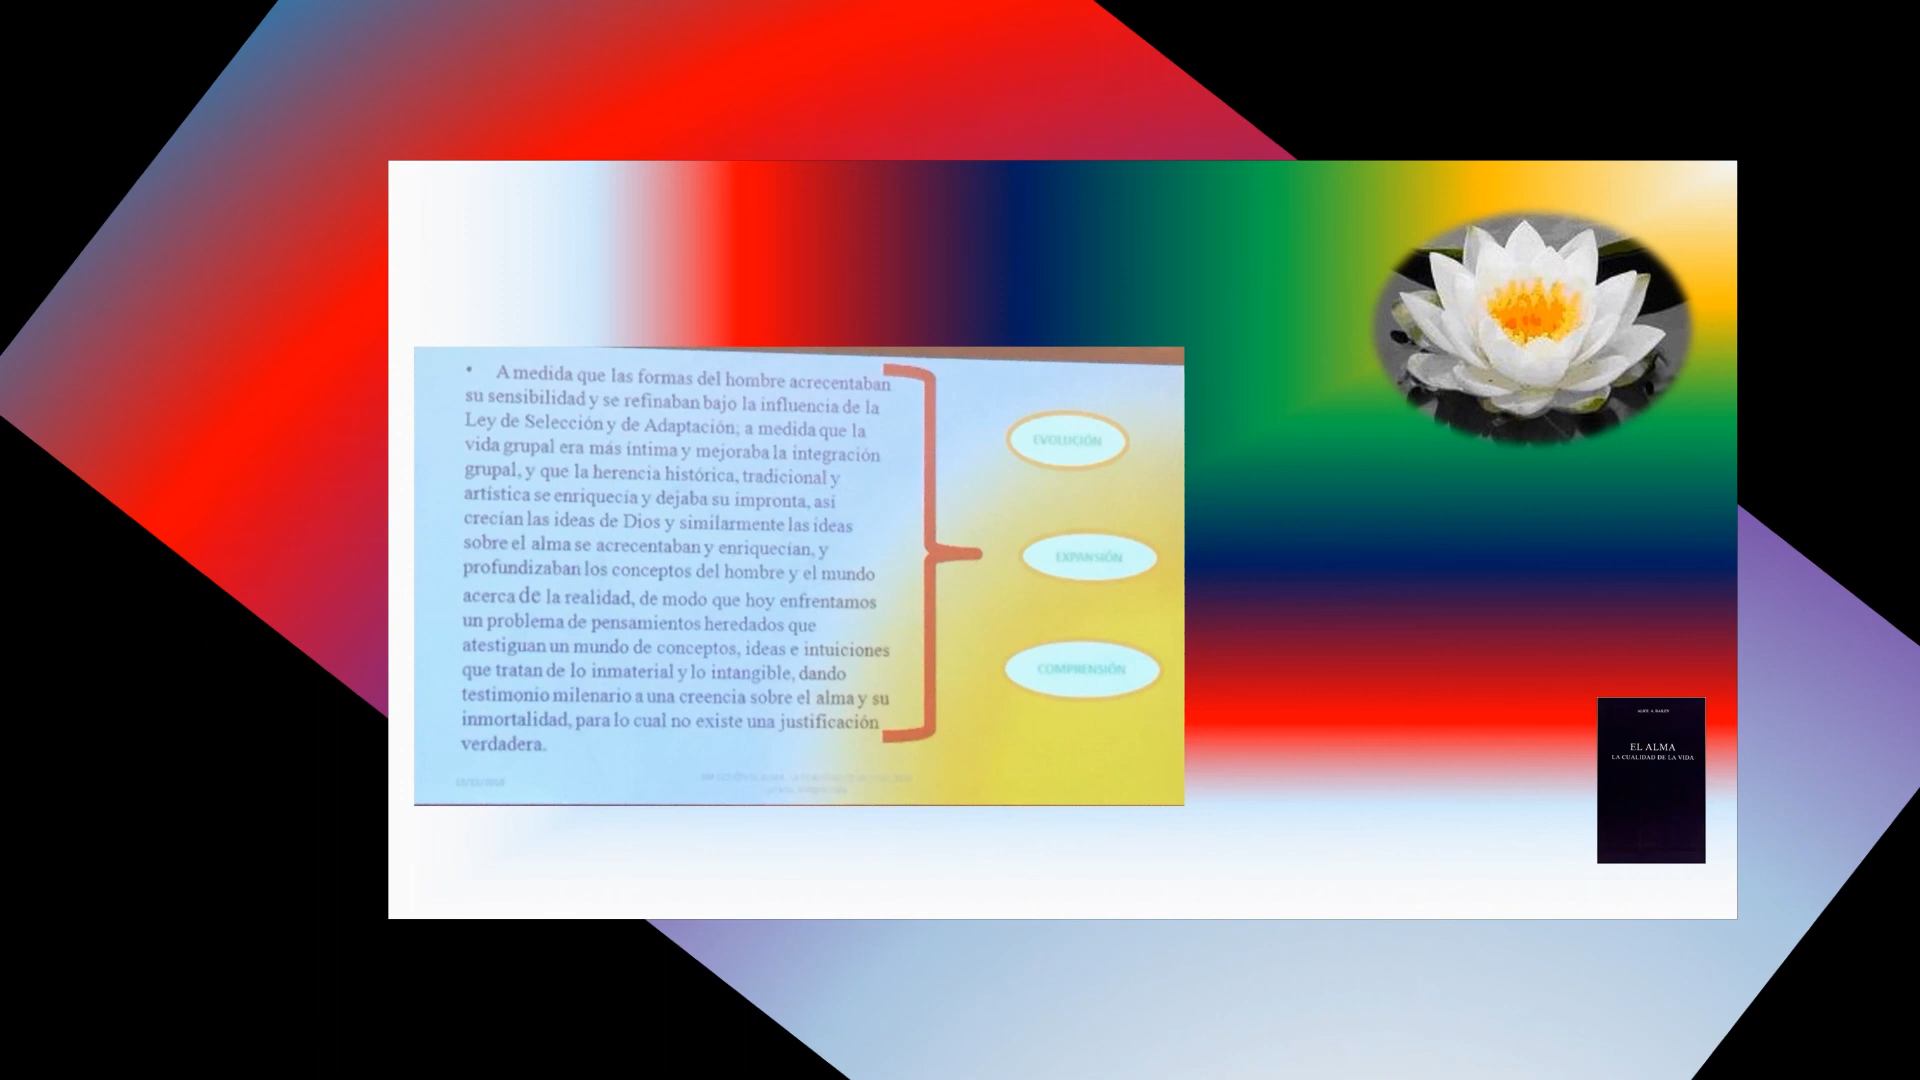 • A medida que las formas del hombre acrecentaban
su sensibilidad y se refinaban bajo la influencia de la
Ley de Selección y de Adaptación; a medida que la
vida grupal era más íntima y mejoraba la integración
grupal, y que la herencia histórica, tradicional y
artística se enriquecía y dejaba su impronta, así
crecían las ideas de Dios y similarmente las ideas
sobre el alma se acrecentaban y enriquecían, y
profundizaban los conceptos del hombre y el mundo
acerca de la realidad, de modo que hoy enfrentamos
un problema de pensamientos heredados que
atestiguan un mundo de conceptos, ideas e intuiciones
que tratan de lo inmaterial y lo intangible, dando
testimonio milenario a una creencia sobre el alma y su
inmortalidad, para lo cual no existe una justificación
verdadera.
EVOLUCIÓN
EXPANSIÓN
COMPRENSIÓN
ALICE A. BAILEY
EL ALMA
LA CUALIDAD DE LA VIDA